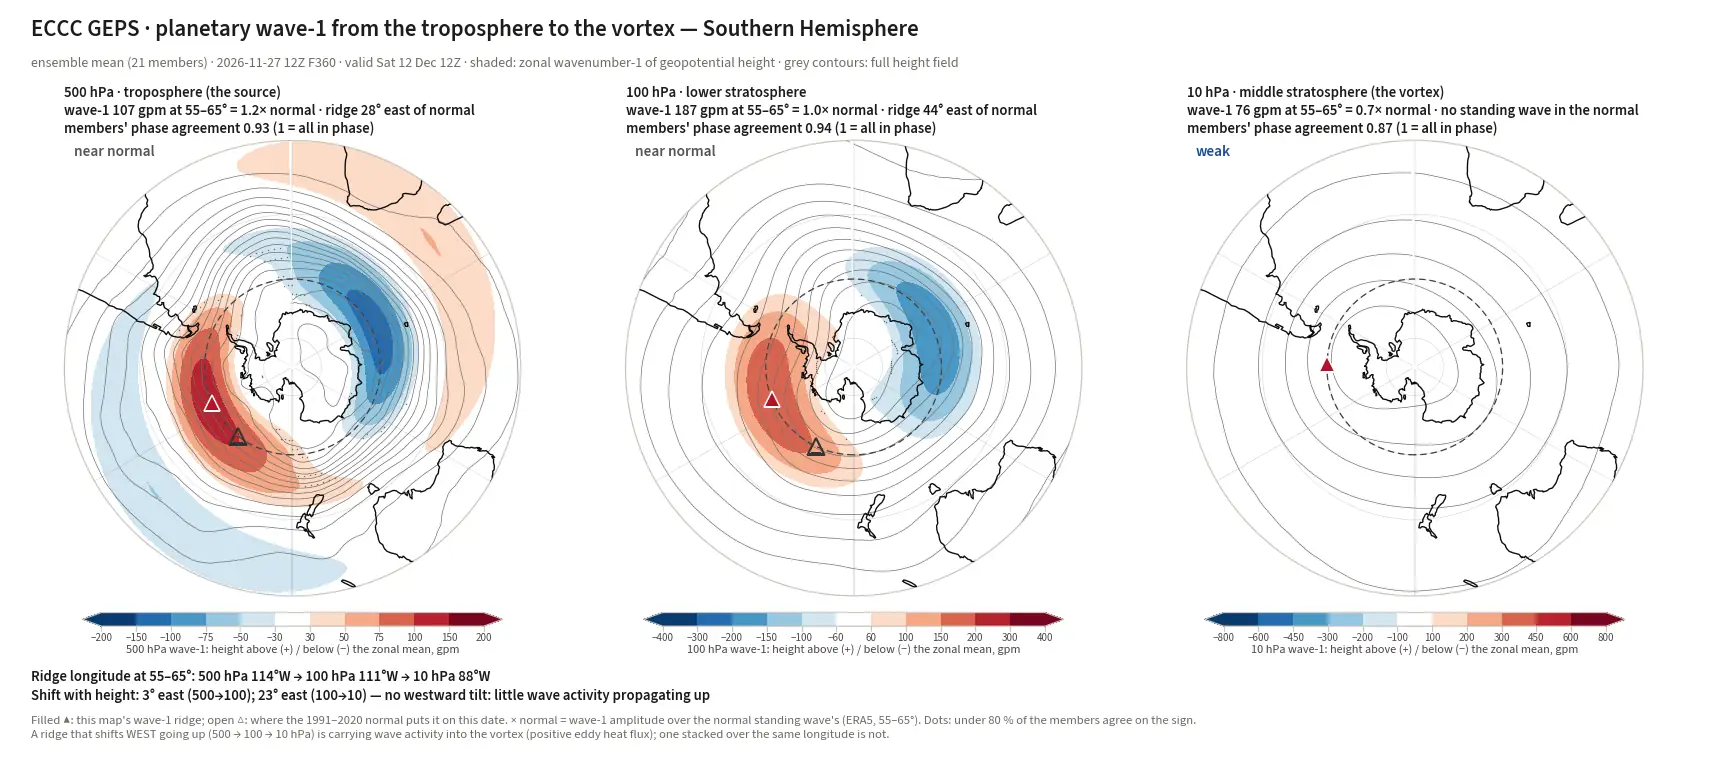 ECCC GEPS · planetary wave-1 from the troposphere to the vortex — Southern Hemisphere
ensemble mean (21 members) · 2026-11-27 12Z F360 · valid Sat 12 Dec 12Z · shaded: zonal wavenumber-1 of geopotential height · grey contours: full height field
500 hPa · troposphere (the source)
wave-1 107 gpm at 55–65° = 1.2× normal · ridge 28° east of normal
members' phase agreement 0.93 (1 = all in phase)
near normal
100 hPa · lower stratosphere
wave-1 187 gpm at 55–65° = 1.0× normal · ridge 44° east of normal
members' phase agreement 0.94 (1 = all in phase)
near normal
10 hPa · middle stratosphere (the vortex)
wave-1 76 gpm at 55–65° = 0.7× normal · no standing wave in the normal
members' phase agreement 0.87 (1 = all in phase)
weak
−200 −150 −100 −75 −50 −30 30 50 75 100 150 200
500 hPa wave-1: height above (+) / below (−) the zonal mean, gpm
−400 −300 −200 −150 −100 −60 60 100 150 200 300 400
100 hPa wave-1: height above (+) / below (−) the zonal mean, gpm
−800 −600 −450 −300 −200 −100 100 200 300 450 600 800
10 hPa wave-1: height above (+) / below (−) the zonal mean, gpm
Ridge longitude at 55–65°: 500 hPa 114°W → 100 hPa 111°W → 10 hPa 88°W
Shift with height: 3° east (500→100); 23° east (100→10) — no westward tilt: little wave activity propagating up
Filled ▲: this map's wave-1 ridge; open △: where the 1991–2020 normal puts it on this date. × normal = wave-1 amplitude over the normal standing wave's (ERA5, 55–65°). Dots: under 80 % of the members agree on the sign.
A ridge that shifts WEST going up (500 → 100 → 10 hPa) is carrying wave activity into the vortex (positive eddy heat flux); one stacked over the same longitude is not.